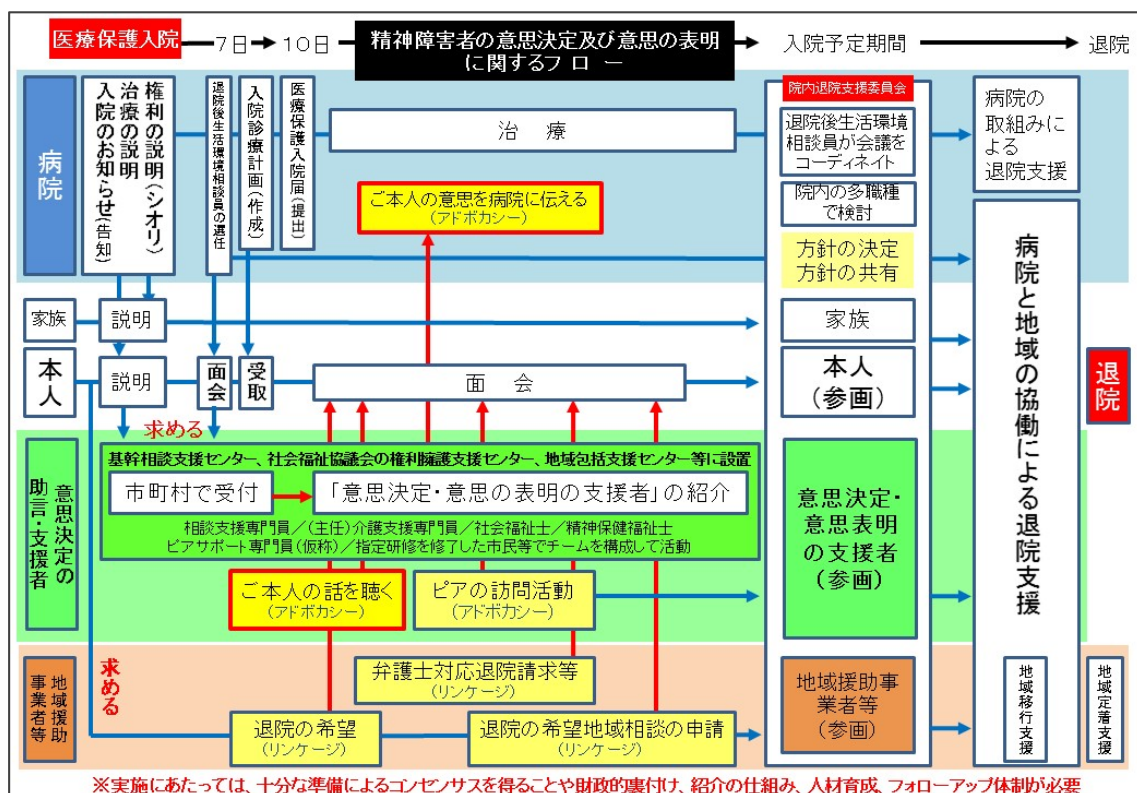 医療保護入院
7日
10日
精神障害者の意思決定及び意思の表明
に関するフロー
入院予定期間
退院
病院
権利の説明(シオリ)
治療の説明
入院のお知らせ(告知)
退院後生活環境相談員の選任
入院診療計画(作成)
医療保護入院届(提出)
治療
院内退院支援委員会
退院後生活環境
相談員が会議を
コーディネイト
院内の多職種
で検討
方針の決定
方針の共有
病院の
取組みに
よる
退院支援
ご本人の意思を病院に伝える
(アドボカシー)
家族
説明
家族
本人
説明
面会
受取
面会
本人
(参画)
病院と地域の協働による退院支援
退院
求める
意思決定の
助言・支援者
基幹相談支援センター、社会福祉協議会の権利擁護支援センター、地域包括支援センター等に設置
市町村で受付
「意思決定・意思の表明の支援者」の紹介
相談支援専門員/(主任)介護支援専門員/社会福祉士/精神保健福祉士
ピアサポート専門員(仮称)/指定研修を修了した市民等でチームを構成して活動
意思決定・
意思表明
の支援者
(参画)
ご本人の話を聴く
(アドボカシー)
ピアの訪問活動
(アドボカシー)
地域援助
事業者等
求める
弁護士対応退院請求等
(リンケージ)
退院の希望
(リンケージ)
退院の希望地域相談の申請
(リンケージ)
地域援助事
業者等
(参画)
地域移行支援
地域定着支援
※実施にあたっては、十分な準備によるコンセンサスを得ることや財政的裏付け、紹介の仕組み、人材育成、フォローアップ体制が必要